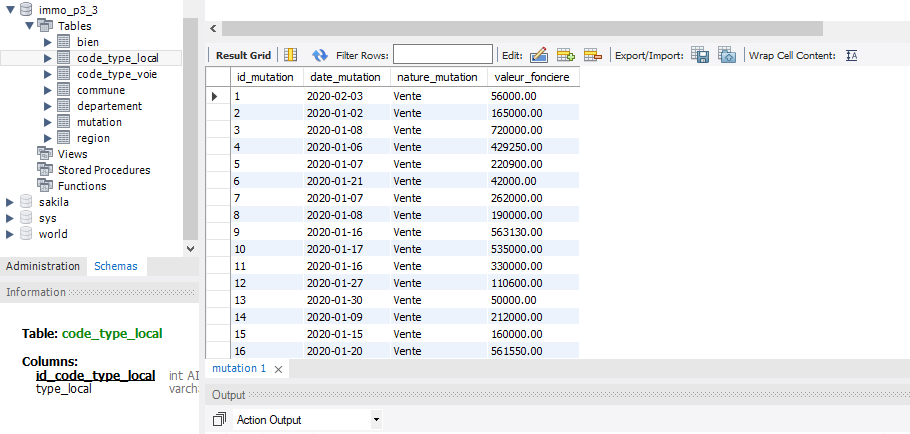 immo_p3_3
Tables
bien
code_type_local
code_type_voie
commune
departement
mutation
region
Views
Stored Procedures
Functions
sakila
sys
world
Administration Schemas
Information
Table: code_type_local
Columns:
id_code_type_local int AI
type_local varcha
Result Grid Filter Rows: Edit: Export/Import: Wrap Cell Content: IA
id_mutation date_mutation nature_mutation valeur_fonciere
1 2020-02-03 Vente 56000.00
2 2020-01-02 Vente 165000.00
3 2020-01-08 Vente 720000.00
4 2020-01-06 Vente 429250.00
5 2020-01-07 Vente 220900.00
6 2020-01-21 Vente 42000.00
7 2020-01-07 Vente 262000.00
8 2020-01-08 Vente 190000.00
9 2020-01-16 Vente 563130.00
10 2020-01-17 Vente 535000.00
11 2020-01-16 Vente 330000.00
12 2020-01-27 Vente 110600.00
13 2020-01-30 Vente 50000.00
14 2020-01-09 Vente 212000.00
15 2020-01-15 Vente 160000.00
16 2020-01-20 Vente 561550.00
mutation 1
Output
Action Output